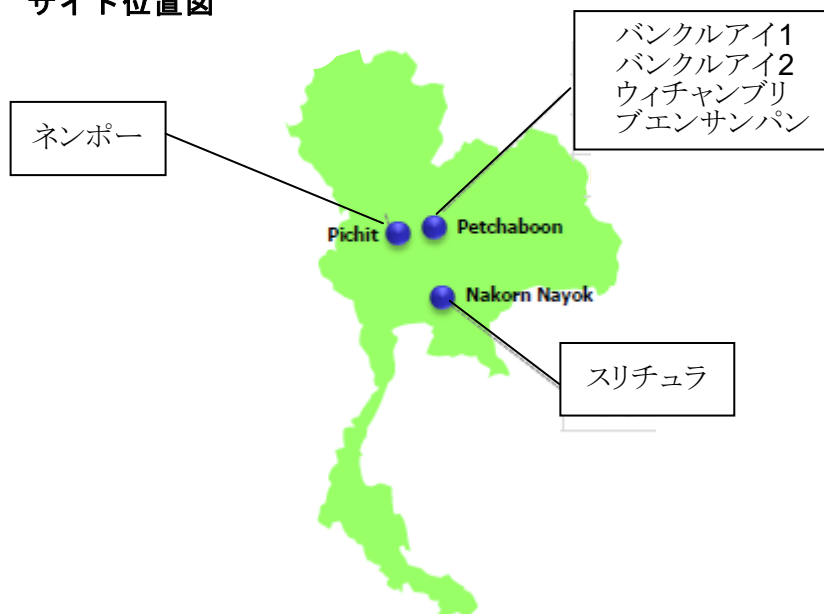 サイト位置図
バンクルアイ1
バンクルアイ2
ウィチャンブリ
ブエンサンパン
ネンポー
Pichit
Petchaboon
Nakorn Nayok
スリチュラ